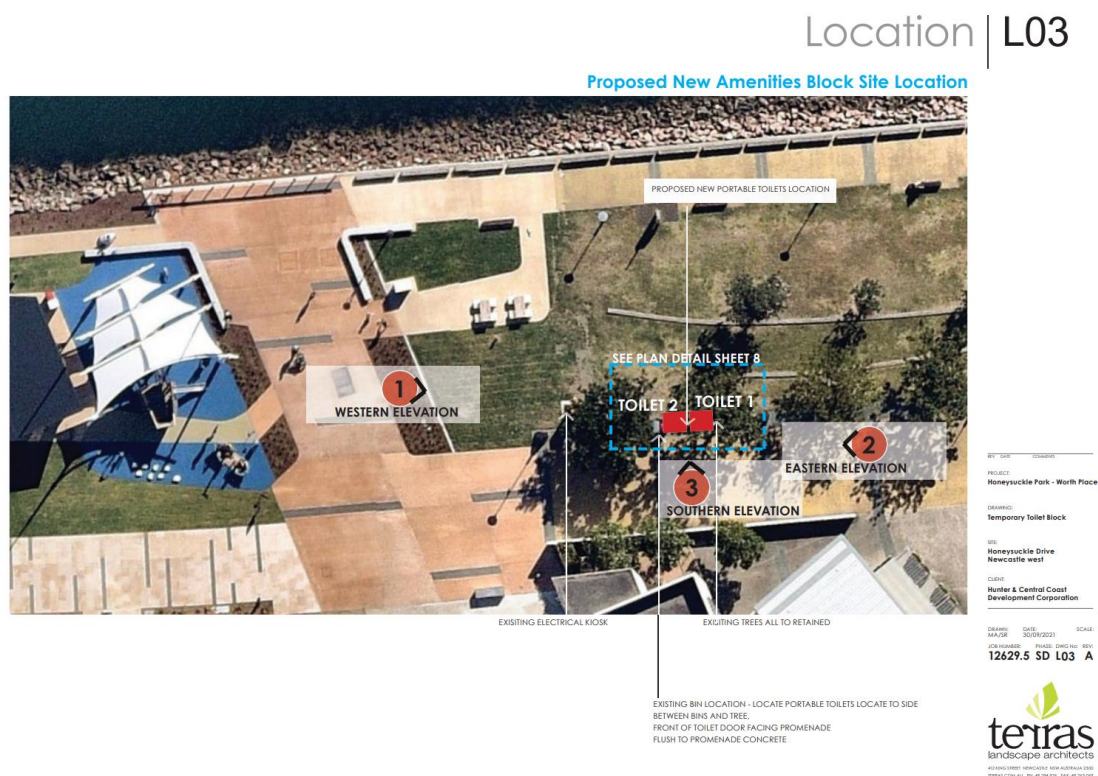 Location | L03
Proposed New Amenities Block Site Location
PROPOSED NEW PORTABLE TOILETS LOCATION
SEE PLAN DETAIL SHEET 8
TOILET 2
TOILET 1
1
WESTERN ELEVATION
2
EASTERN ELEVATION
3
SOUTHERN ELEVATION
EXISITING ELECTRICAL KIOSK
EXISITING TREES ALL TO RETAINED
EXISTING BIN LOCATION - LOCATE PORTABLE TOILETS LOCATE TO SIDE
BETWEEN BINS AND TREE.
FRONT OF TOILET DOOR FACING PROMENADE
FLUSH TO PROMENADE CONCRETE
REV DATE COMMENTS
PROJECT:
Honeysuckle Park - Worth Place
DRAWING:
Temporary Toilet Block
SITE:
Honeysuckle Drive
Newcastle west
CLIENT:
Hunter & Central Coast
Development Corporation
DRAWN: DATE: SCALE:
MA/SR 30/09/2021
JOB NUMBER: PHASE: DWG No: REV:
12629.5 SD L03 A
terras
landscape architects